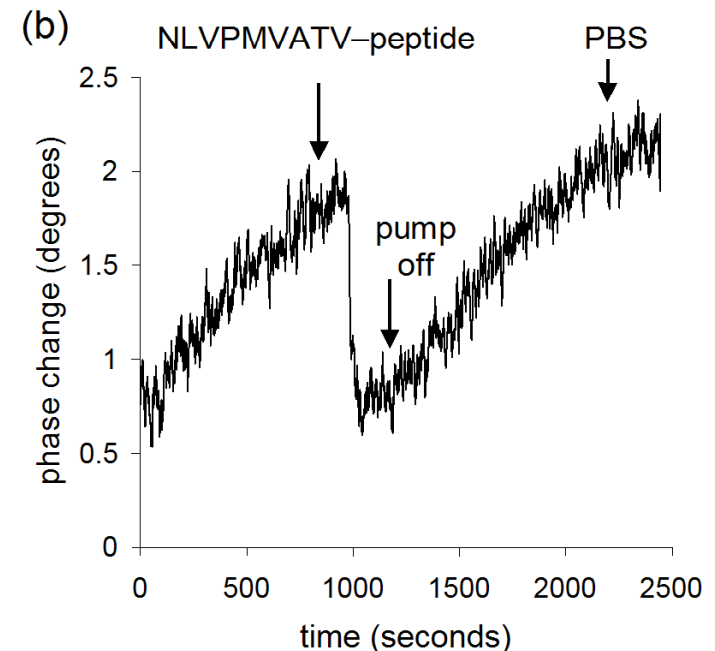 (b)
NLVPMVATV–peptide
PBS
2.5
2
1.5
1
0.5
0
pump
off
phase change (degrees)
0 500 1000 1500 2000 2500
time (seconds)